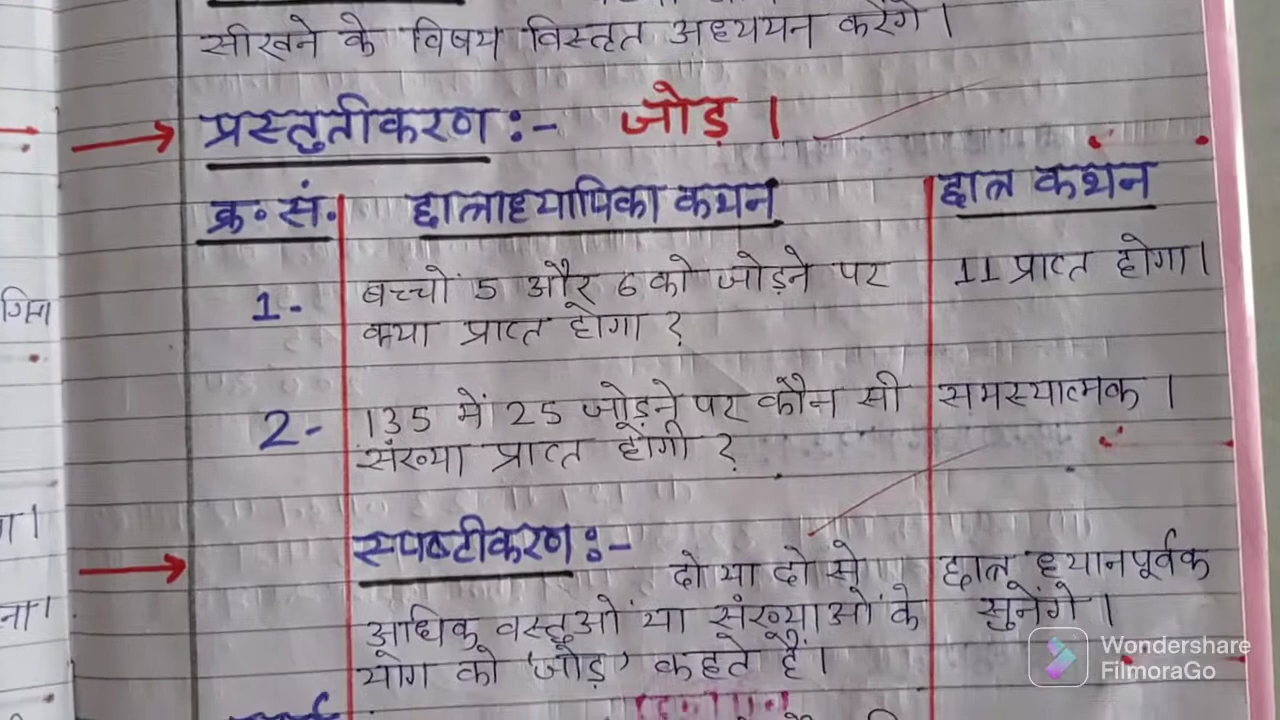 सीखने के विषय विस्तृत अध्ययन करेंगे।
प्रस्तुतीकरण :- जोड़ ।
क्र. सं. छात्राध्यापिका कथन छात्र कथन
1- बच्चों 5 और 6 को जोड़ने पर 11 प्राप्त होगा।
क्या प्राप्त होगा ?
2- 135 में 25 जोड़ने पर कौन सी समस्यात्मक ।
संख्या प्राप्त होगी ?
स्पष्टीकरण :-
दो या दो से छात्र ध्यानपूर्वक
अधिक वस्तुओं या संख्याओं के सुनेंगे ।
योग को 'जोड़' कहते हैं ।
Wondershare
FilmoraGo